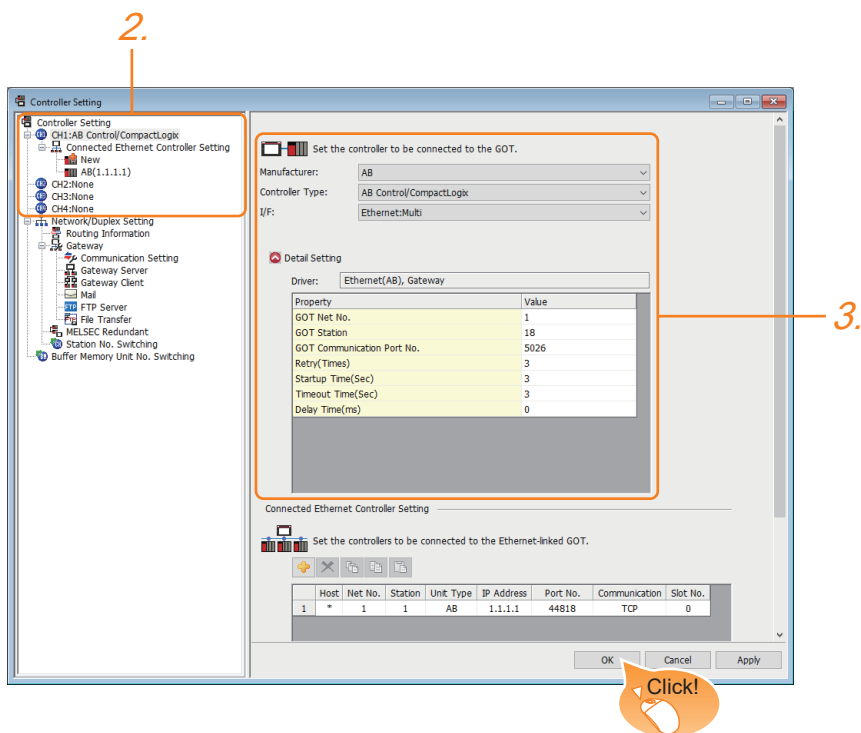 2.
Controller Setting
Controller Setting
CH1:AB Control/CompactLogix
Connected Ethernet Controller Setting
New
AB(1.1.1.1)
CH2:None
CH3:None
CH4:None
Network/Duplex Setting
Routing Information
Gateway
Communication Setting
Gateway Server
Gateway Client
Mail
FTP FTP Server
File Transfer
MELSEC Redundant
Station No. Switching
Buffer Memory Unit No. Switching
Set the controller to be connected to the GOT.
Manufacturer: AB
Controller Type: AB Control/CompactLogix
I/F: Ethernet:Multi
Detail Setting
Driver: Ethernet(AB), Gateway
Property Value
GOT Net No. 1
GOT Station 18
GOT Communication Port No. 5026
Retry(Times) 3
Startup Time(Sec) 3
Timeout Time(Sec) 3
Delay Time(ms) 0
3.
Connected Ethernet Controller Setting
Set the controllers to be connected to the Ethernet-linked GOT.
Host Net No. Station Unit Type IP Address Port No. Communication Slot No.
1 * 1 1 AB 1.1.1.1 44818 TCP 0
OK Cancel Apply
Click!